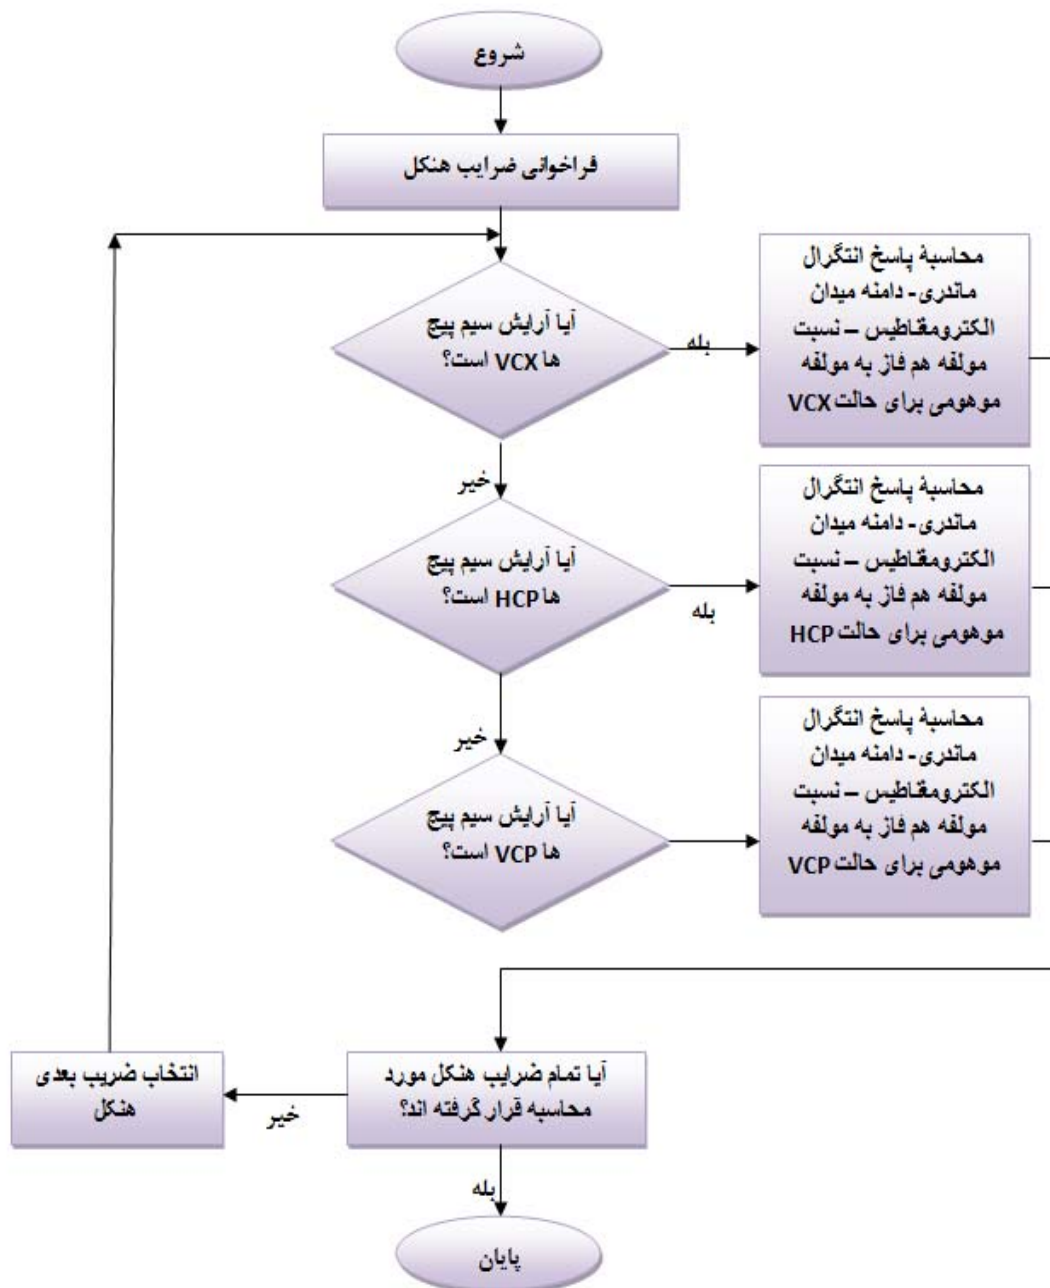 شروع
فراخوانی ضرایب هنکل
آیا آرایش سیم پیچ
ها VCX است؟
بله
محاسبۀ پاسخ انتگرال
ماندری - دامنه میدان
الکترومغناطیس – نسبت
مولفه هم فاز به مولفه
موهومی برای حالت VCX
خیر
آیا آرایش سیم پیچ
ها HCP است؟
بله
محاسبۀ پاسخ انتگرال
ماندری - دامنه میدان
الکترومغناطیس – نسبت
مولفه هم فاز به مولفه
موهومی برای حالت HCP
خیر
آیا آرایش سیم پیچ
ها VCP است؟
محاسبۀ پاسخ انتگرال
ماندری - دامنه میدان
الکترومغناطیس – نسبت
مولفه هم فاز به مولفه
موهومی برای حالت VCP
آیا تمام ضرایب هنکل مورد
محاسبه قرار گرفته اند؟
خیر
انتخاب ضریب بعدی
هنکل
بله
پایان